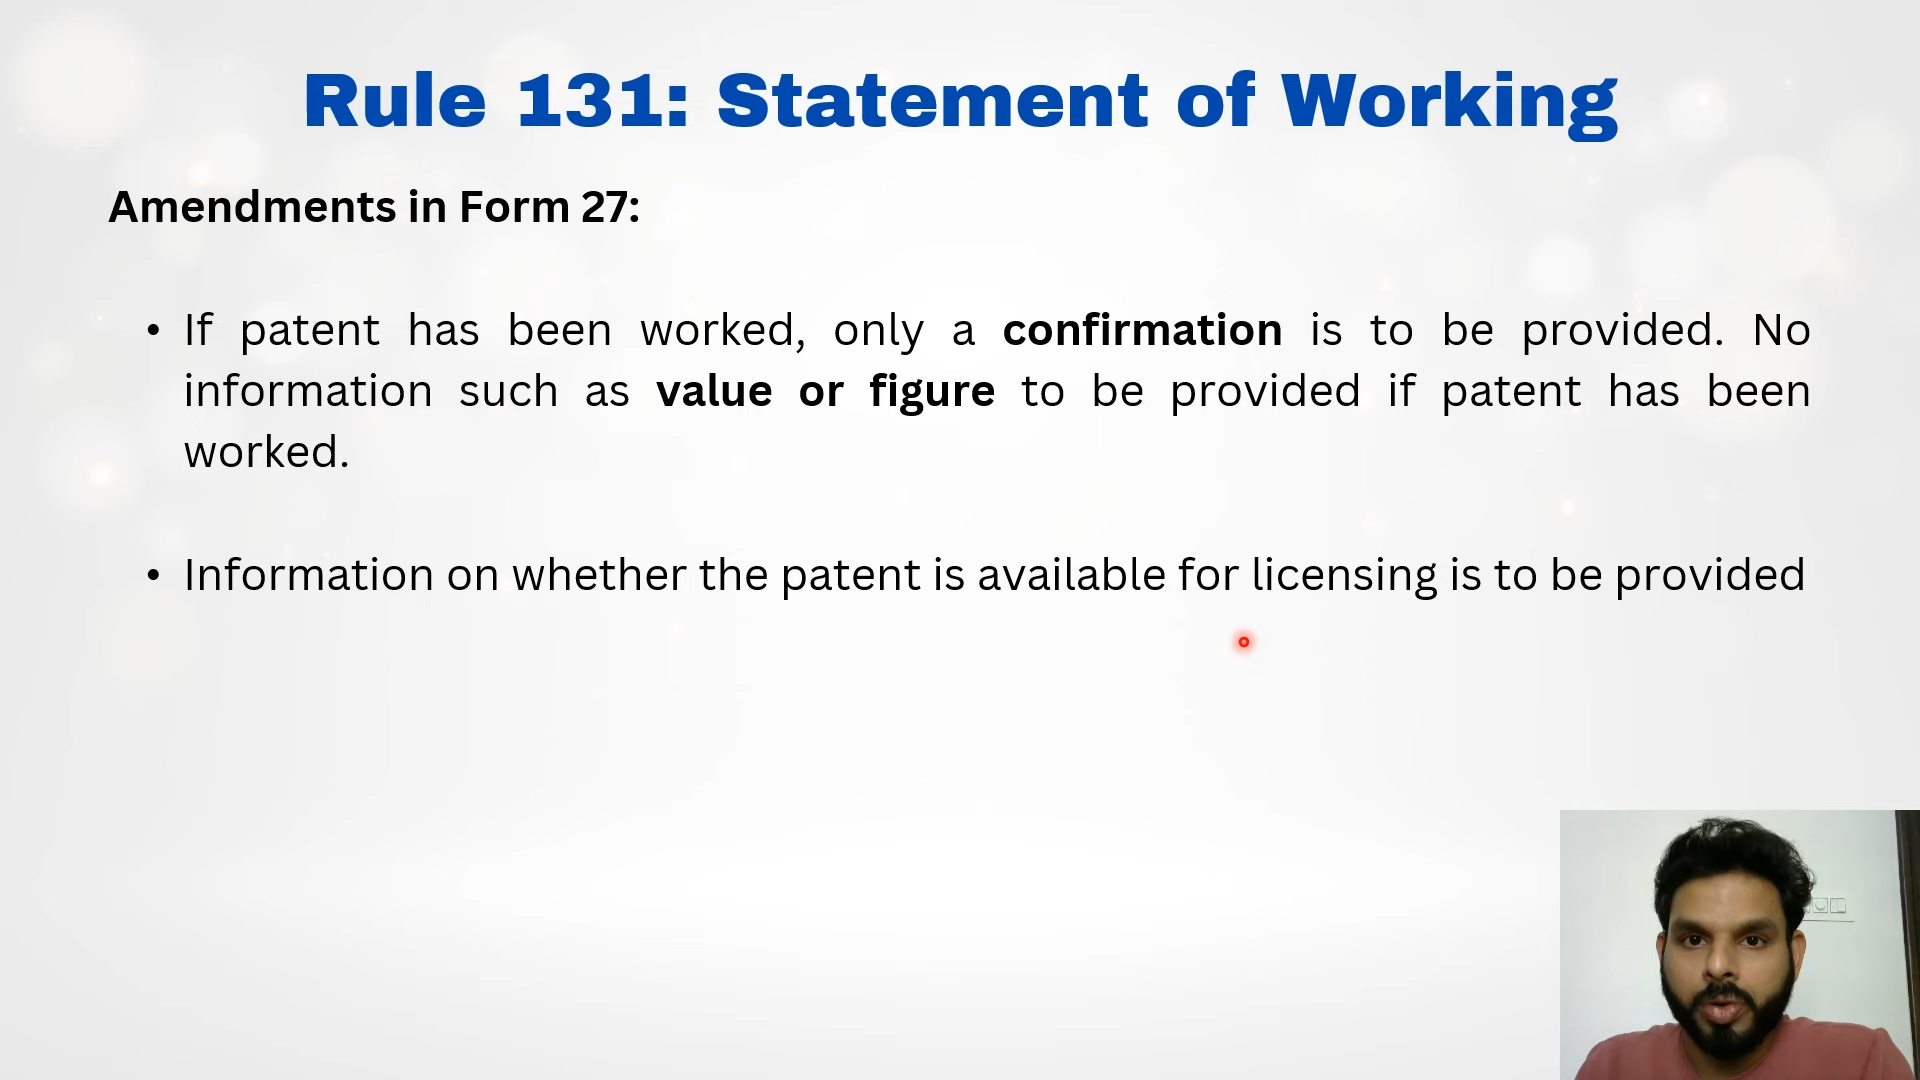 Rule 131: Statement of Working
Amendments in Form 27:
• If patent has been worked, only a confirmation is to be provided. No
information such as value or figure to be provided if patent has been
worked.
• Information on whether the patent is available for licensing is to be provided